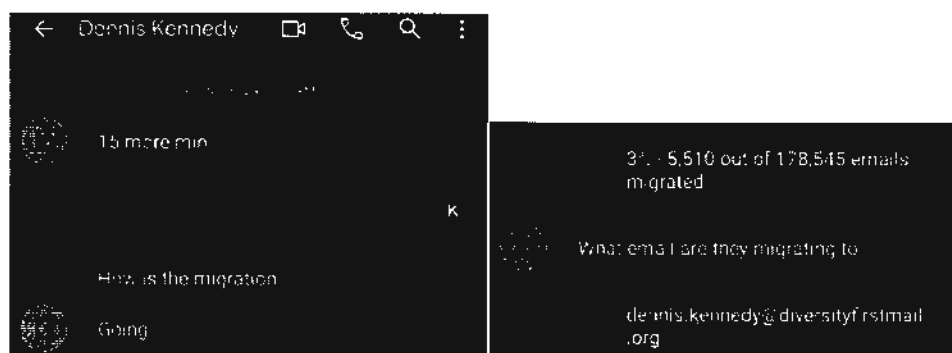 Dennis Kennedy
15 more min
K
How is the migration
Going
3% - 5,510 out of 178,545 emails
migrated
What email are they migrating to
dennis.kennedy@diversityfirstmail
.org